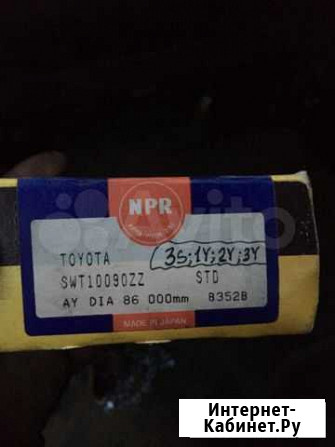 NPR
TOYOTA
3S;1Y;2Y;3Y
SWT10090ZZ STD
AY DIA 86 000mm 8352B
MADE IN JAPAN
Avito
Интернет-
Кабинет.Ру